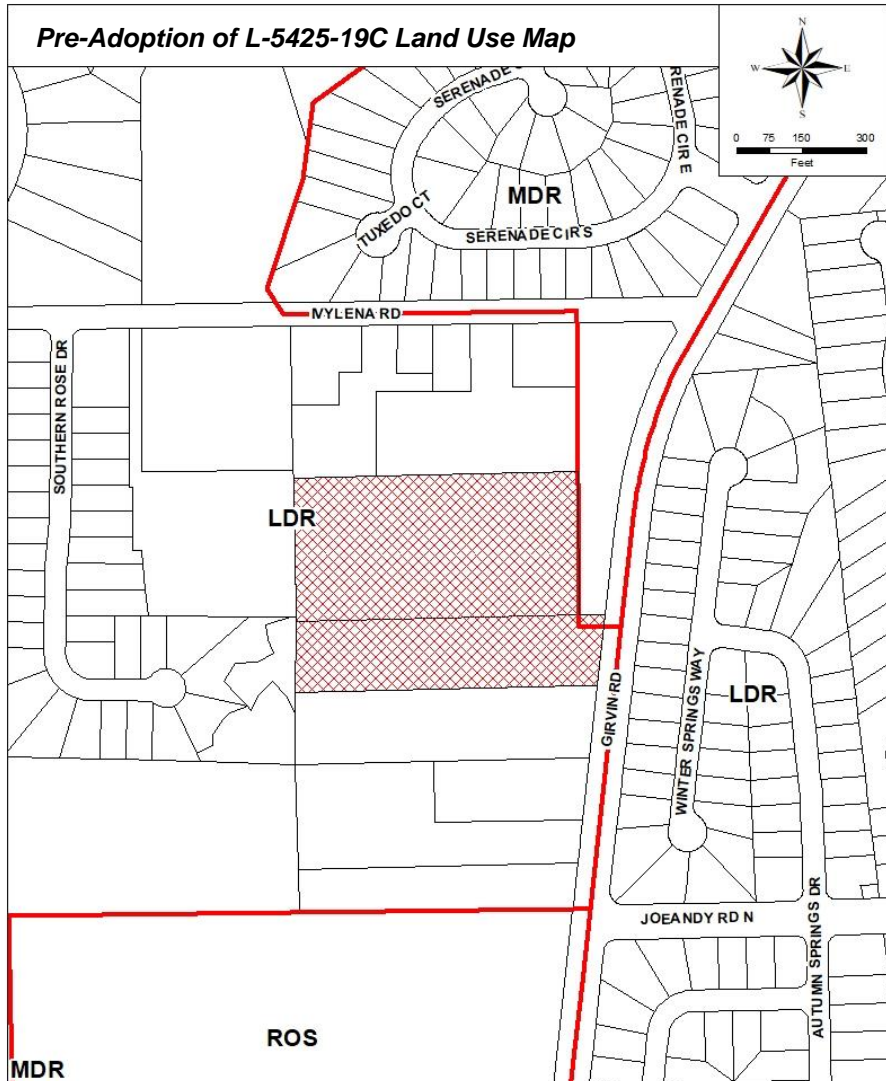 Pre-Adoption of L-5425-19C Land Use Map
N
W
E
S
0 75 150 300
Feet
SERENADE C
RENADE CIR E
MDR
TUXEDO CT
SERENADE CIR S
IVYLENA RD
SOUTHERN ROSE DR
LDR
GIRVIN RD
WINTER SPRINGS WAY
LDR
JOEANDY RD N
AUTUMN SPRINGS DR
ROS
MDR